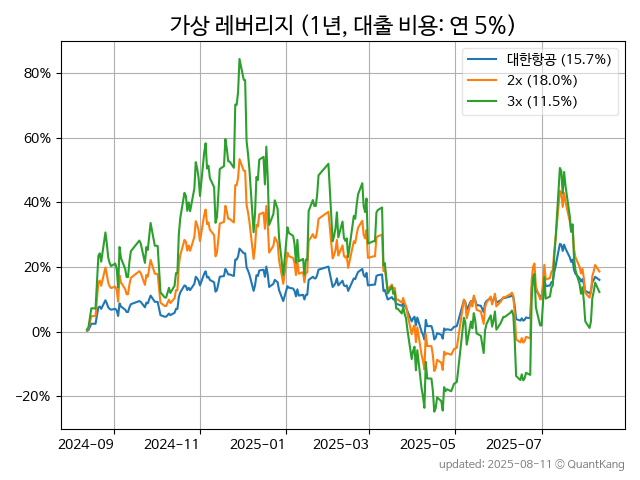 가상 레버리지 (1년, 대출 비용: 연 5%)
대한항공 (15.7%)
2x (18.0%)
3x (11.5%)
80%
60%
40%
20%
0%
−20%
2024-09
2024-11
2025-01
2025-03
2025-05
2025-07
updated: 2025-08-11 © QuantKang